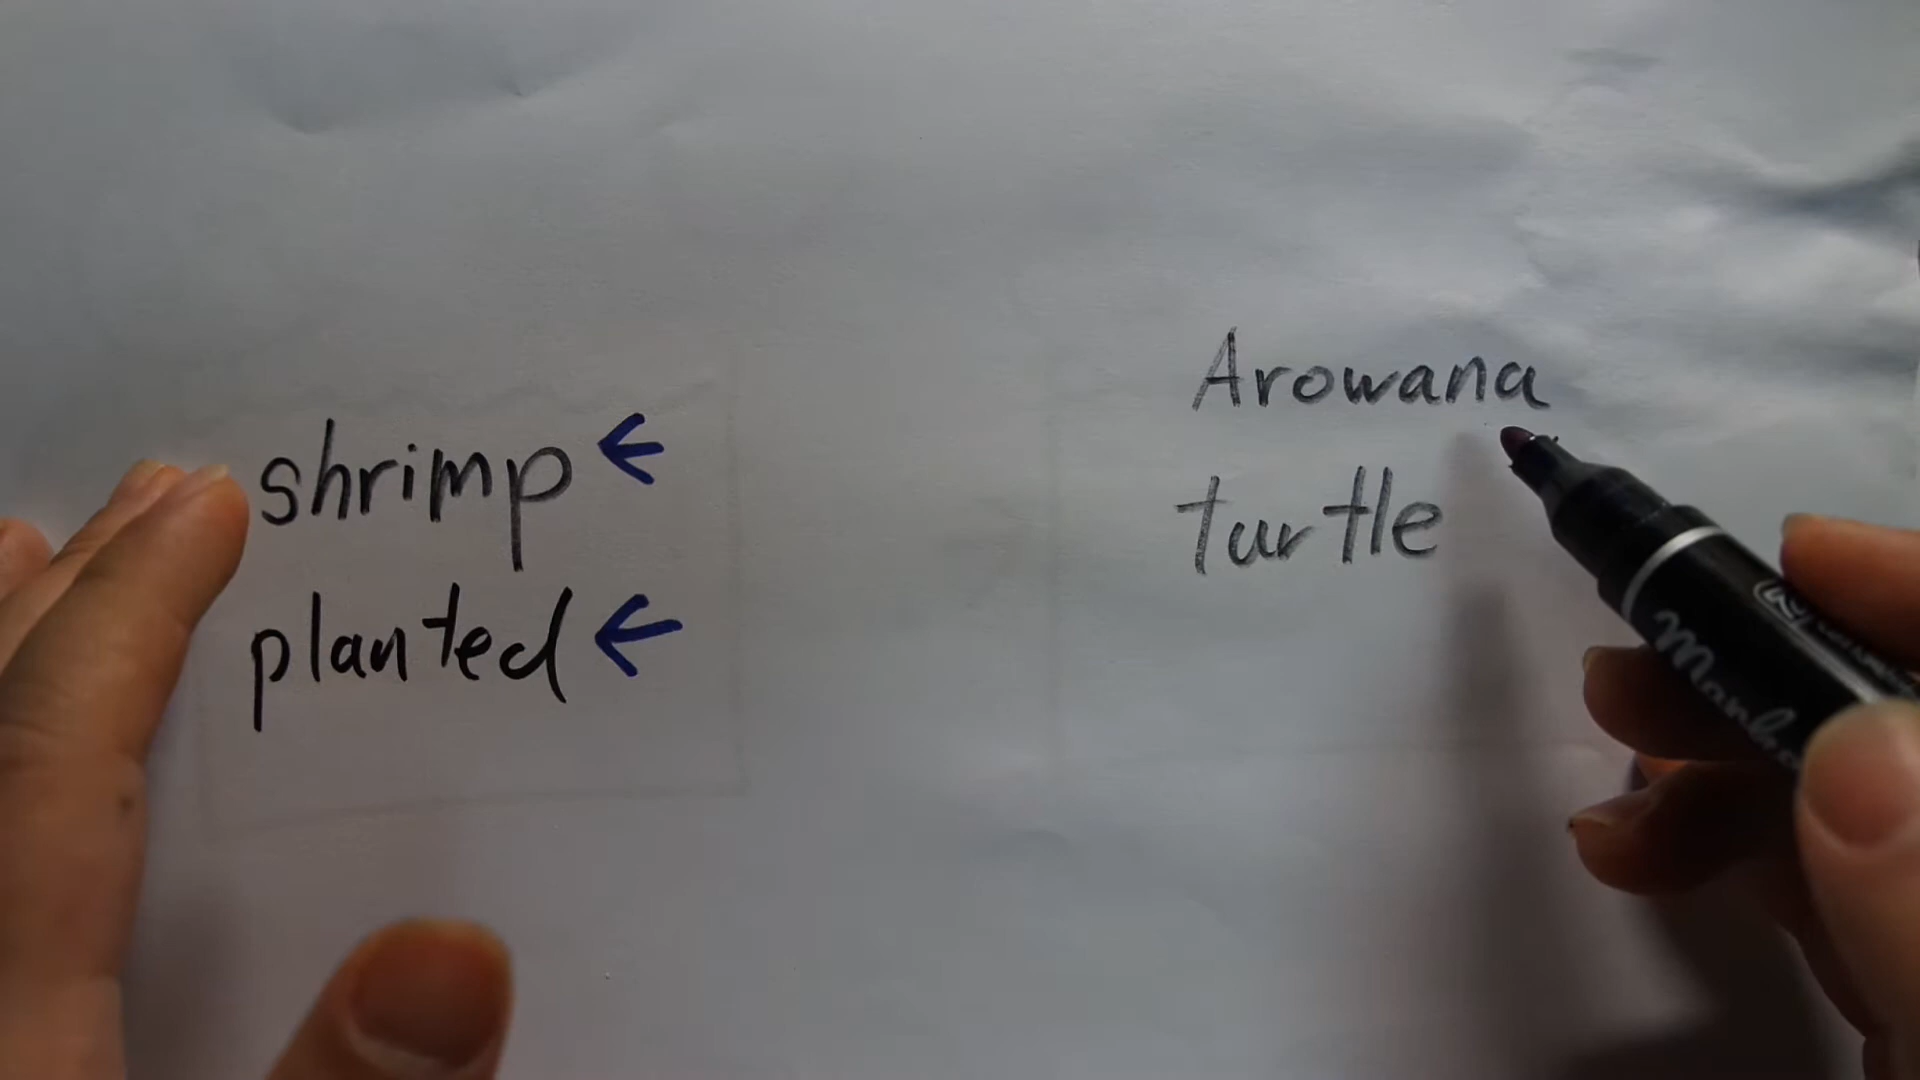 shrimp ←
planted ←
Arowana
turtle